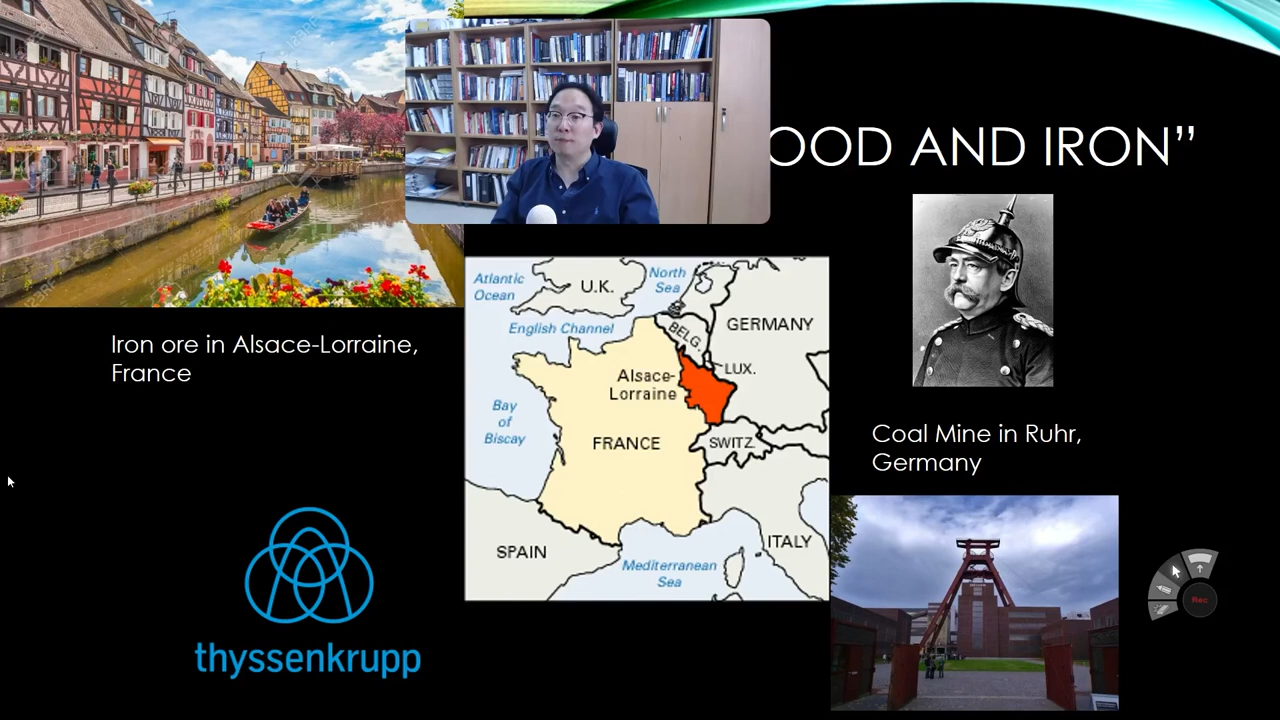 OOD AND IRON”
Iron ore in Alsace-Lorraine,
France
Atlantic
Ocean
U.K.
North
Sea
English Channel
BELG.
GERMANY
LUX.
Alsace-
Lorraine
Bay
of
Biscay
FRANCE
SWITZ.
SPAIN
ITALY
Mediterranean
Sea
Coal Mine in Ruhr,
Germany
thyssenkrupp
Rec